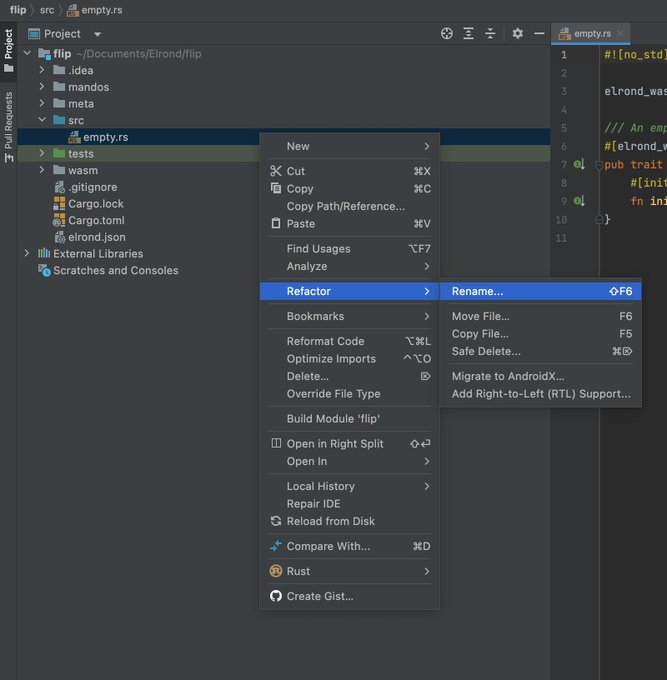 flip › src › empty.rs
Project
empty.rs
Project
Pull Requests
flip ~/Documents/Elrond/flip
.idea
mandos
meta
src
empty.rs
tests
wasm
.gitignore
Cargo.lock
Cargo.toml
elrond.json
External Libraries
Scratches and Consoles
New
Cut ⌘X
Copy ⌘C
Copy Path/Reference...
Paste ⌘V
Find Usages ⌥F7
Analyze
Refactor
Bookmarks
Reformat Code ⌥⌘L
Optimize Imports ^⌥O
Delete... ⌦
Override File Type
Build Module 'flip'
Open in Right Split ⇧⏎
Open In
Local History
Repair IDE
Reload from Disk
Compare With... ⌘D
Rust
Create Gist...
Rename... ⇧F6
Move File... F6
Copy File... F5
Safe Delete... ⌘⌦
Migrate to AndroidX...
Add Right-to-Left (RTL) Support...
1 #![no_std]
2
3 elrond_was
4
5 /// An emp
6 #[elrond_w
7 pub trait
8 #[init
9 fn ini
10 }
11